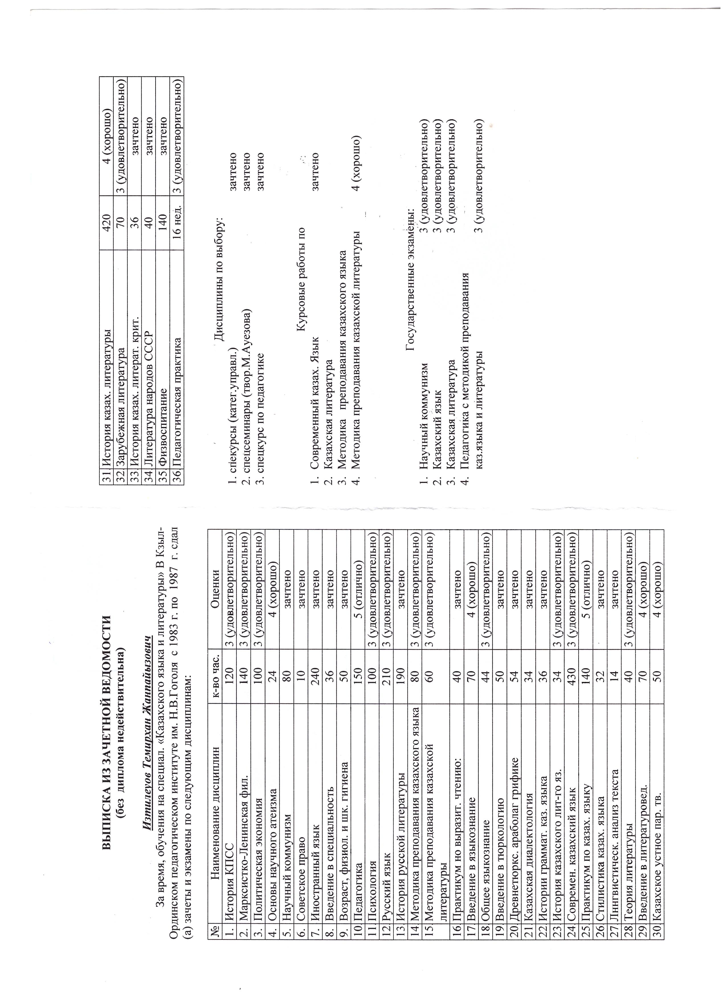 ВЫПИСКА ИЗ ЗАЧЕТНОЙ ВЕДОМОСТИ
(без диплома недействительна)
Изтилеуов Темирхан Жаппайызович
За время, обучения на специал. «Казахского языка и литературы» В Кзыл-
Ординском педагогическом институте им. Н.В.Гоголя с 1983 г. по 1987 г. сдал
(а) зачеты и экзамены по следующим дисциплинам:
№ Наименование дисциплин к-во час. Оценки
1. История КПСС 120 3 (удовлетворительно)
2. Марксистко-Ленинская фил. 140 3 (удовлетворительно)
3. Политическая экономия 100 3 (удовлетворительно)
4. Основы научного атеизма 24 4 (хорошо)
5. Научный коммунизм 80 зачтено
6. Советское право 10 зачтено
7. Иностранный язык 240 зачтено
8. Введение в специальность 36 зачтено
9. Возраст, физиол. и шк. гигиена 50 зачтено
10. Педагогика 150 5 (отлично)
11. Психология 100 3 (удовлетворительно)
12. Русский язык 210 3 (удовлетворительно)
13. История русской литературы 190 зачтено
14. Методика преподавания казахского языка 80 3 (удовлетворительно)
15. Методика преподавания казахской 60 3 (удовлетворительно)
литературы
16. Практикум но выразит. чтению: 40 зачтено
17. Введение в языкознание 70 4 (хорошо)
18. Общее языкознание 44 3 (удовлетворительно)
19. Введение в тюркологию 50 зачтено
20. Древнетюркс. араболаг грифике 54 зачтено
21. Казахская диалектология 34 зачтено
22. Истории граммат. каз. языка 36 зачтено
23. История казахского лит-го яз. 34 3 (удовлетворительно)
24. Современ. казахский язык 430 3 (удовлетворительно)
25. Практикум по казах. языку 140 5 (отлично)
26. Стилистика казах. языка 32 зачтено
27. Лннгвистическ. анализ текста 14 зачтено
28. Теория литературы 40 3 (удовлетворительно)
29. Введение в литературовед. 70 4 (хорошо)
30. Казахское устное пар. тв. 50 4 (хорошо)
31. История казах. литературы 420 4 (хорошо)
32. Зарубежная литература 70 3 (удовлетворительно)
33 История казах. литерат. крит. 36 зачтено
34. Литература народов СССР 40 зачтено
35 Физвоспитание 140 зачтено
36. Педагогическая практика 16 нед. 3 (удовлетворительно)
Дисциплины по выбору:
1. спекурсы (катег.управл.) зачтено
2. спецсеминары (твор.М.Ауезова) зачтено
3. спецкурс по педагогике зачтено
Курсовые работы по
1. Современный казах. Язык зачтено
2. Казахская литература
3. Методика преподавания казахского языка
4. Методика преподавания казахской литературы 4 (хорошо)
Государственные экзамены:
1. Научный коммунизм 3 (удовлетворительно)
2. Казахский язык 3 (удовлетворительно)
3. Казахская литература 3 (удовлетворительно)
4. Педагогика с методикой преподавания
каз.языка и литературы 3 (удовлетворительно)